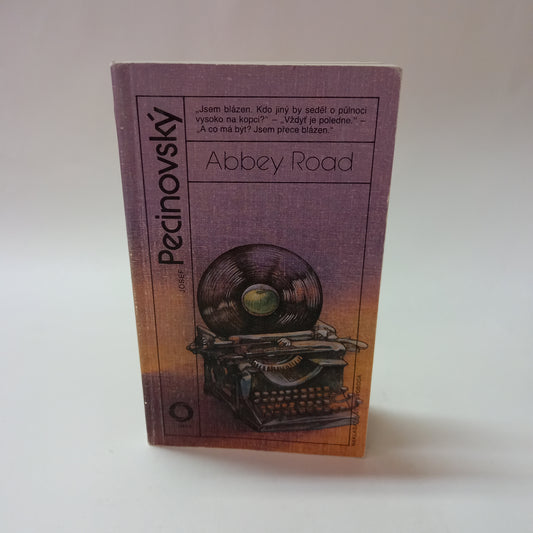 „Jsem blázen. Kdo jiný by seděl o půlnoci
vysoko na kopci?" – „Vždyť je poledne." –
„A co má být? Jsem přece blázen."
Abbey Road
JOSEF Pecinovský